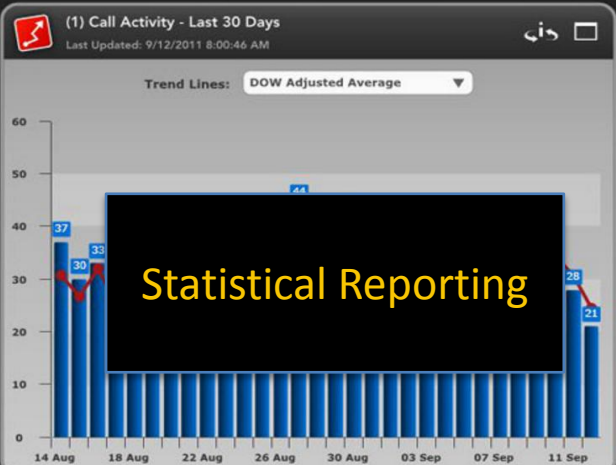 (1) Call Activity - Last 30 Days
Last Updated: 9/12/2011 8:00:46 AM
Trend Lines: DOW Adjusted Average
60
50
44
40
37
33
30
30
28
21
20
10
0
Statistical Reporting
14 Aug 18 Aug 22 Aug 26 Aug 30 Aug 03 Sep 07 Sep 11 Sep